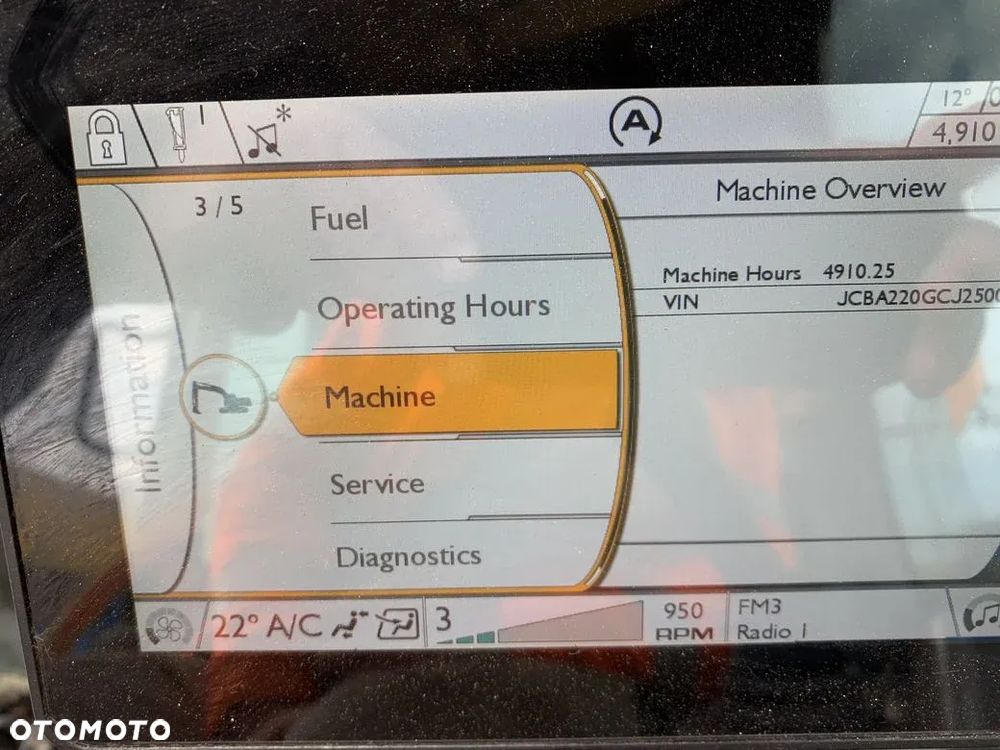 12°
4,910
3 / 5
Fuel
Operating Hours
Machine
Service
Diagnostics
Information
Machine Overview
Machine Hours 4910.25
VIN JCBA220GCJ250
22° A/C
3
950
RPM
FM3
Radio 1
OTOMOTO